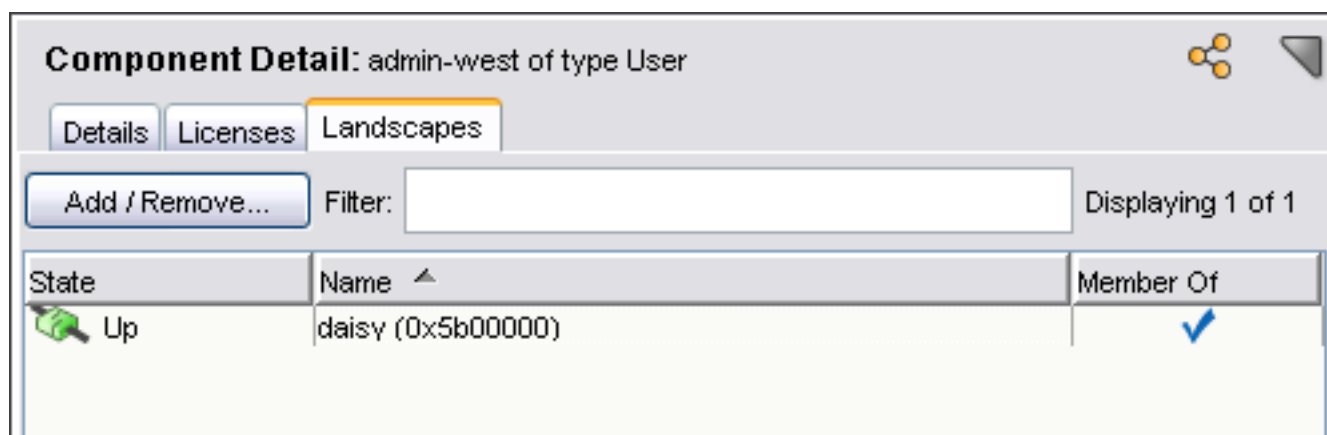 Component Detail: admin-west of type User
Details Licenses Landscapes
Add / Remove... Filter: Displaying 1 of 1
State Name Member Of
Up daisy (0x5b00000)